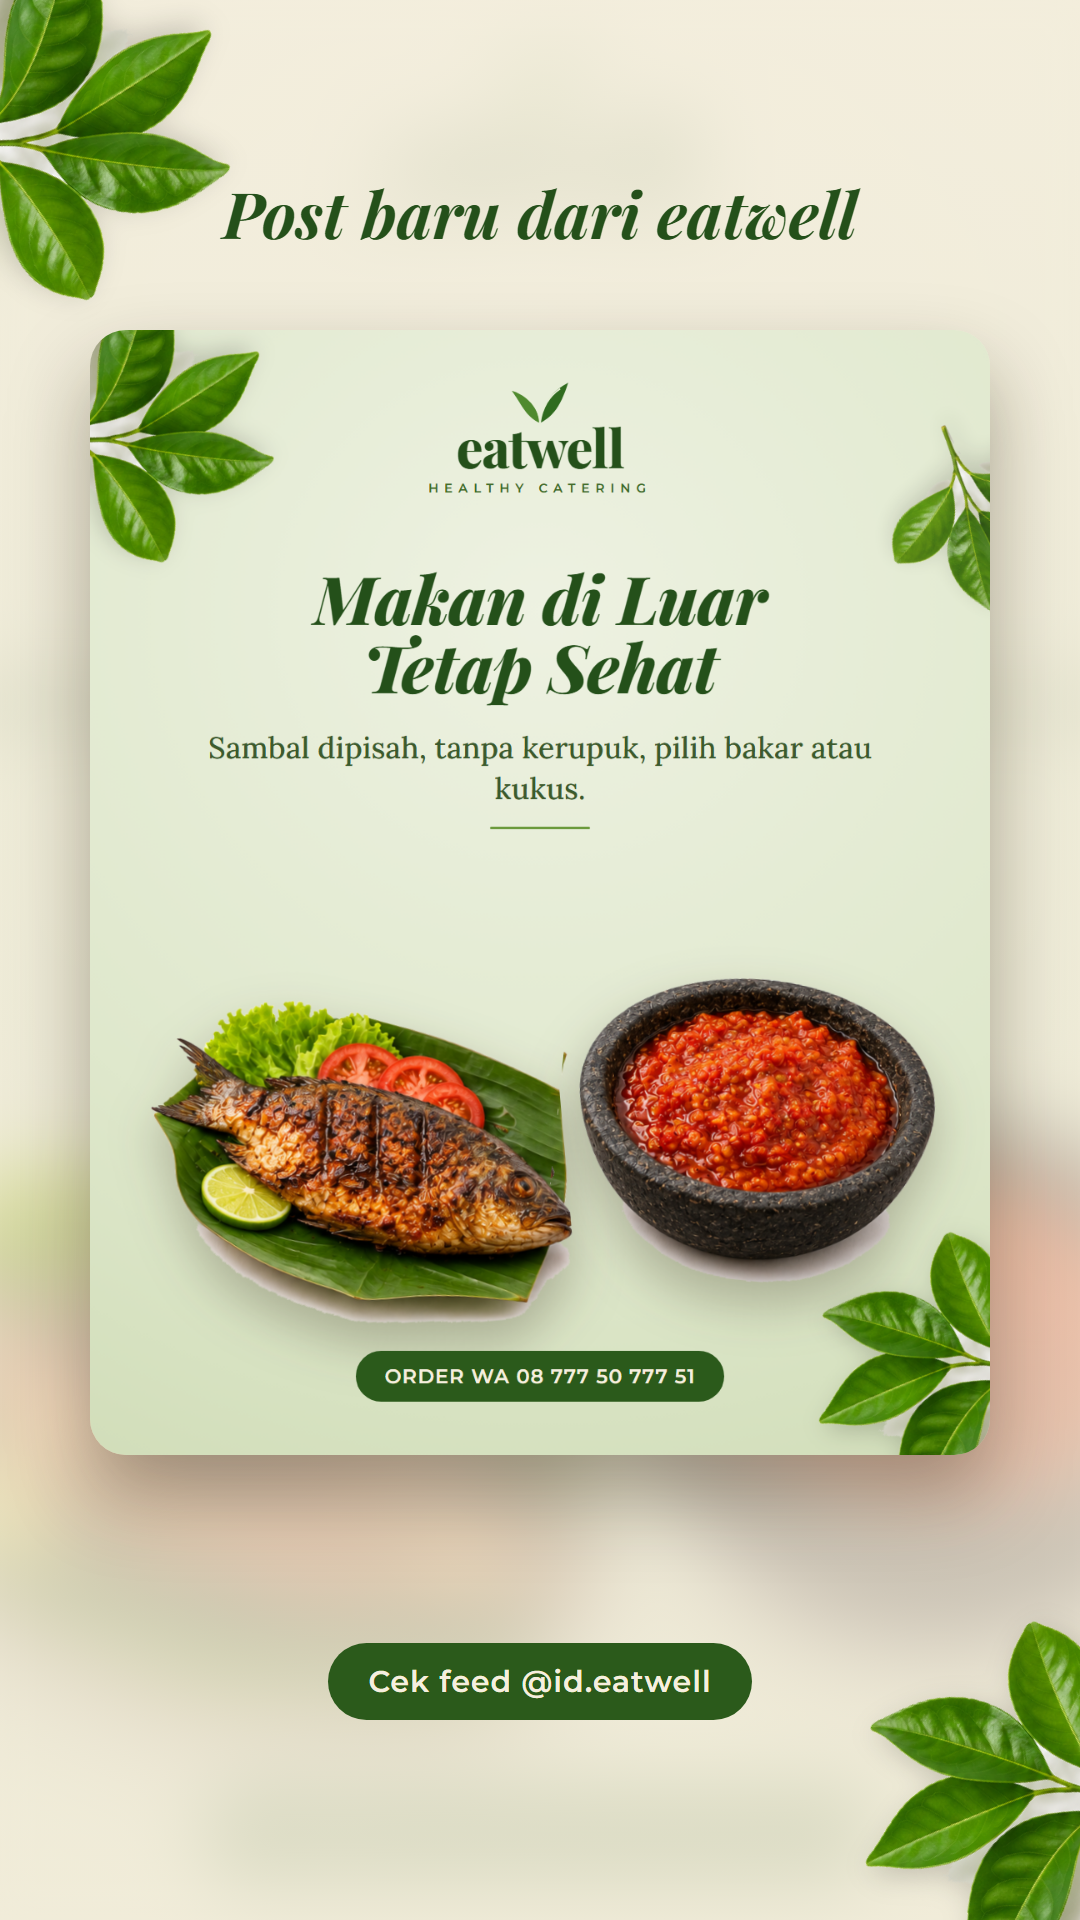 Post baru dari eatwell
eatwell
HEALTHY CATERING
Makan di Luar
Tetap Sehat
Sambal dipisah, tanpa kerupuk, pilih bakar atau
kukus.
ORDER WA 08 777 50 777 51
Cek feed @id.eatwell